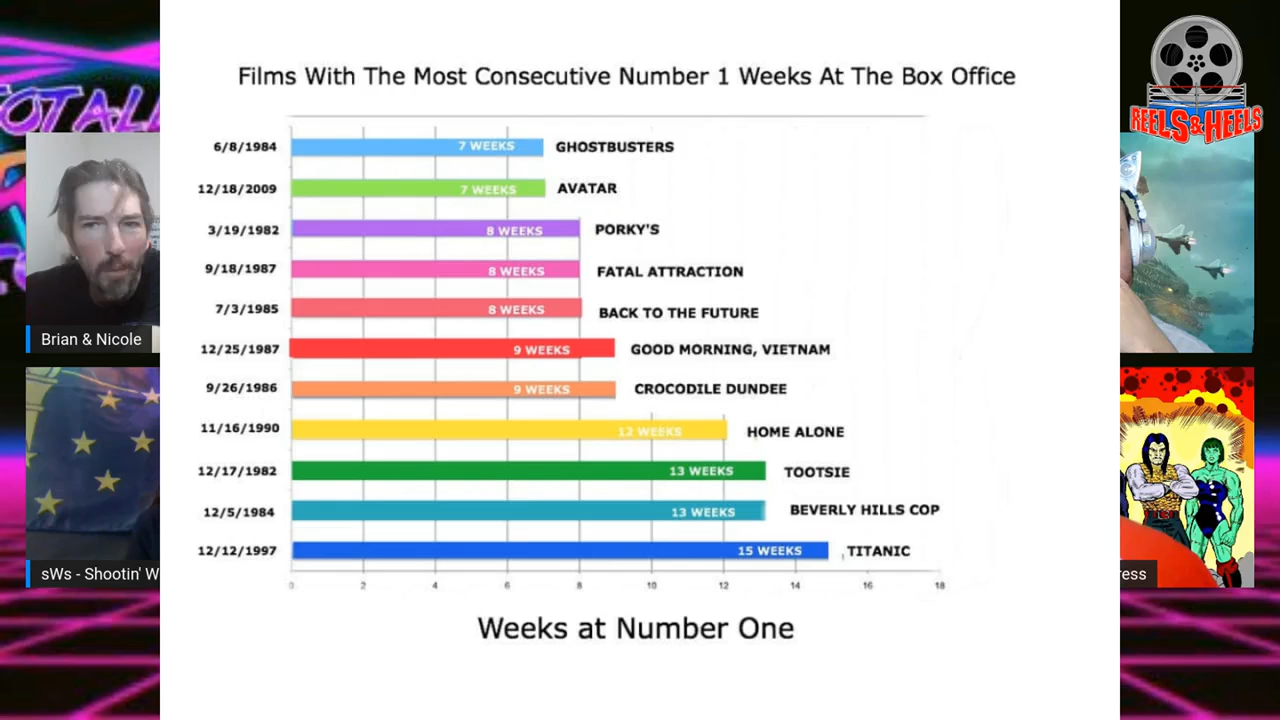 Films With The Most Consecutive Number 1 Weeks At The Box Office
REELS & HEELS
OTALL
6/8/1984 7 WEEKS GHOSTBUSTERS
12/18/2009 7 WEEKS AVATAR
3/19/1982 8 WEEKS PORKY'S
9/18/1987 8 WEEKS FATAL ATTRACTION
7/3/1985 8 WEEKS BACK TO THE FUTURE
Brian & Nicole
12/25/1987 9 WEEKS GOOD MORNING, VIETNAM
9/26/1986 9 WEEKS CROCODILE DUNDEE
11/16/1990 12 WEEKS HOME ALONE
12/17/1982 13 WEEKS TOOTSIE
12/5/1984 13 WEEKS BEVERLY HILLS COP
12/12/1997 15 WEEKS TITANIC
sWs - Shootin' W
ress
0 2 4 6 8 10 12 14 16 18
Weeks at Number One